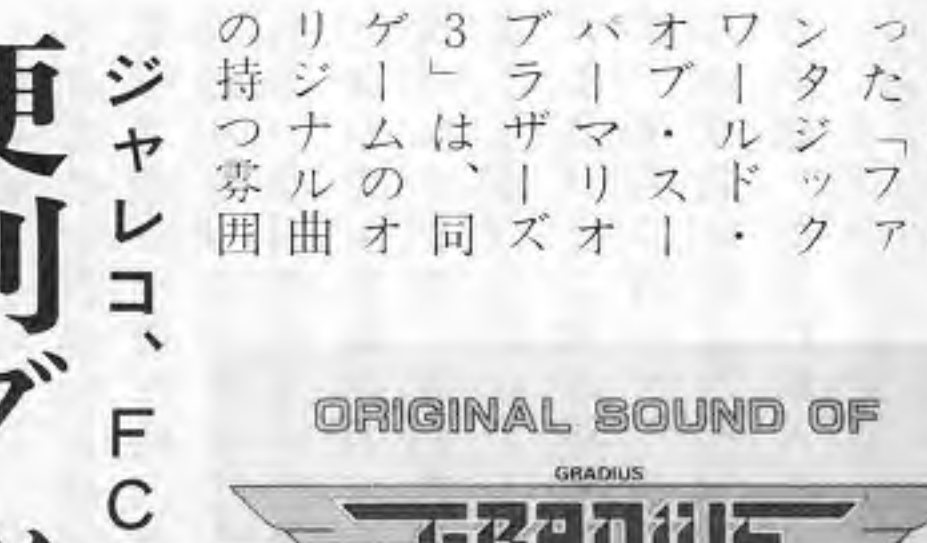 った「ファ
ンタジック
ワールド・
オブ・スー
パーマリオ
ブラザーズ
3」は、同
ゲームのオ
リジナル曲
の持つ雰囲
ORIGINAL SOUND OF
GRADIUS
GRADIUS
ジャレコ、FC